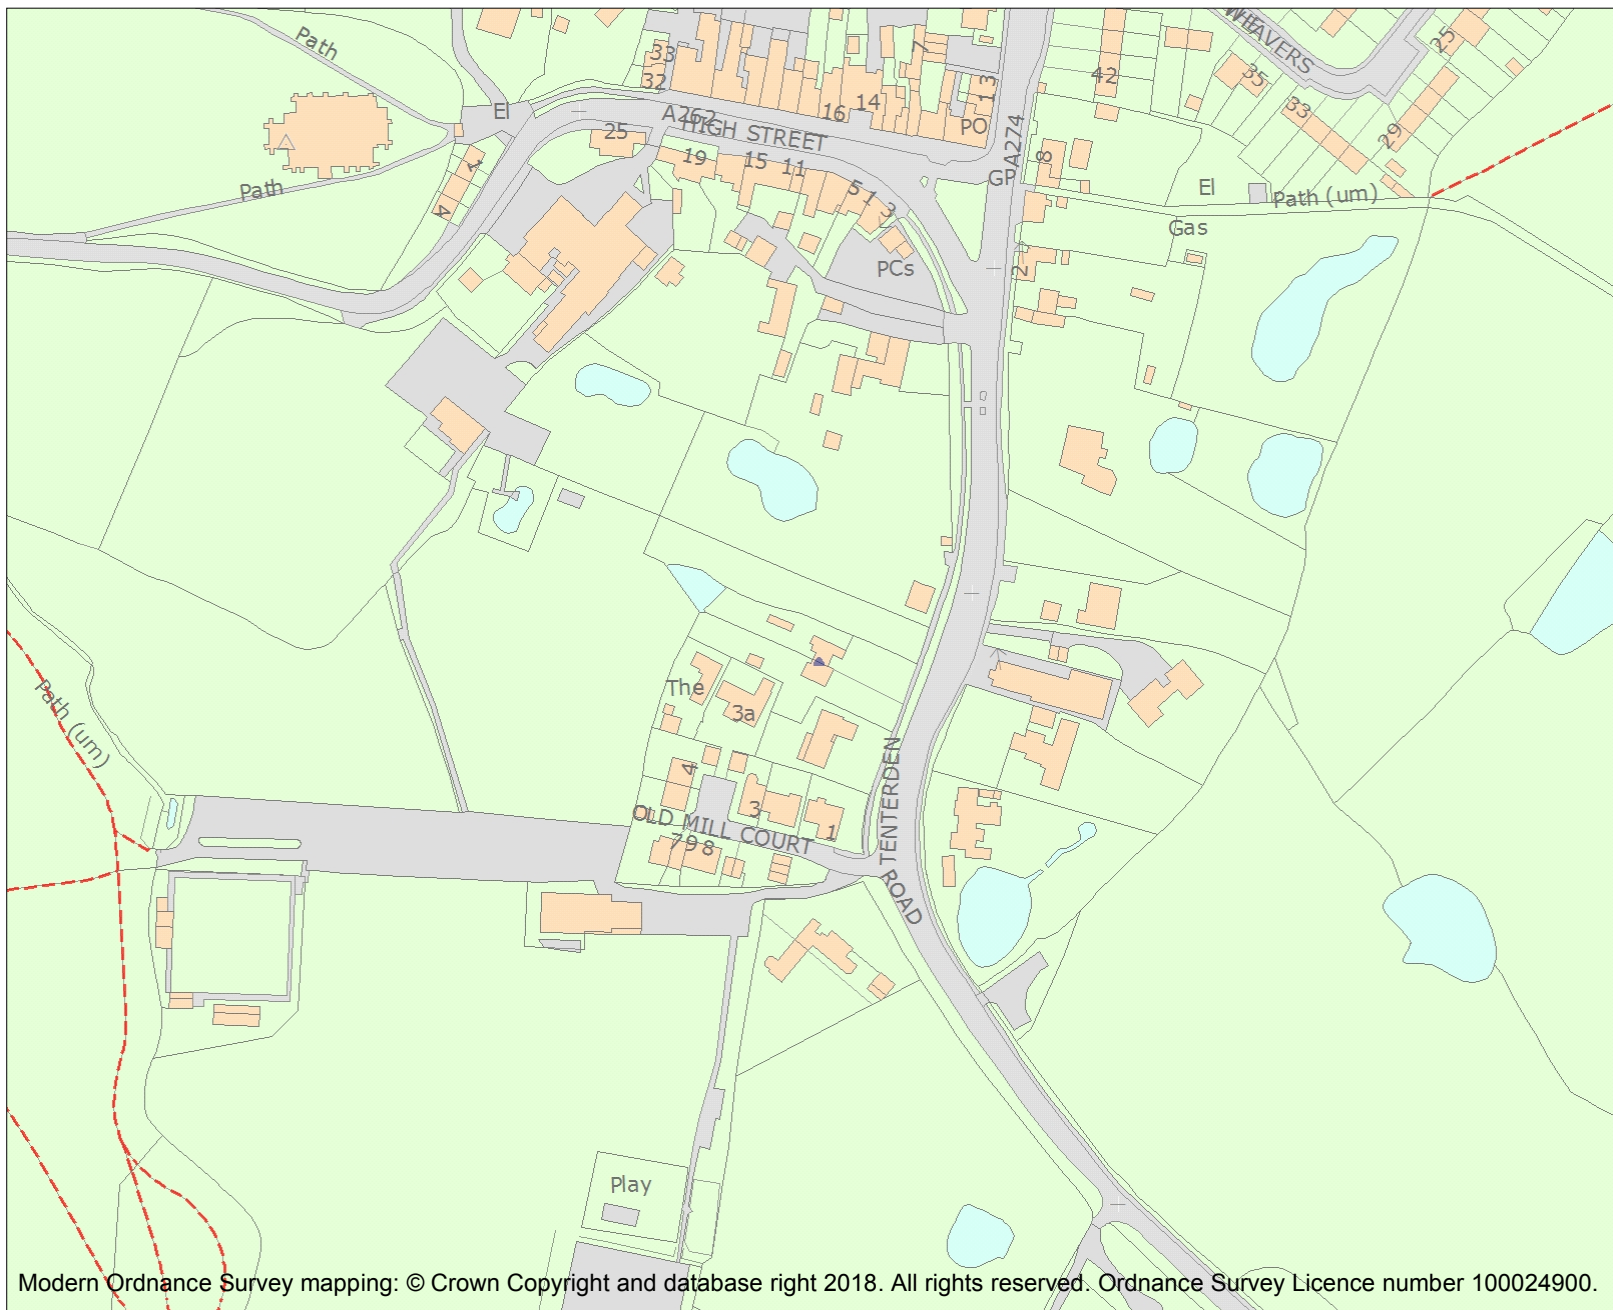 Path
33
32
El
A262
HIGH STREET
25
19
15
11
16
14
7
1 3
PO
5
1
3
PCs
A274
GP
8
2
42
WEAVERS
35
33
25
29
El
Path (um)
Gas
Path
1
4
Path (um)
The
3a
4
3
1
OLD MILL COURT
7
9
8
TENTERDEN
ROAD
Play
Modern Ordnance Survey mapping: © Crown Copyright and database right 2018. All rights reserved. Ordnance Survey Licence number 100024900.